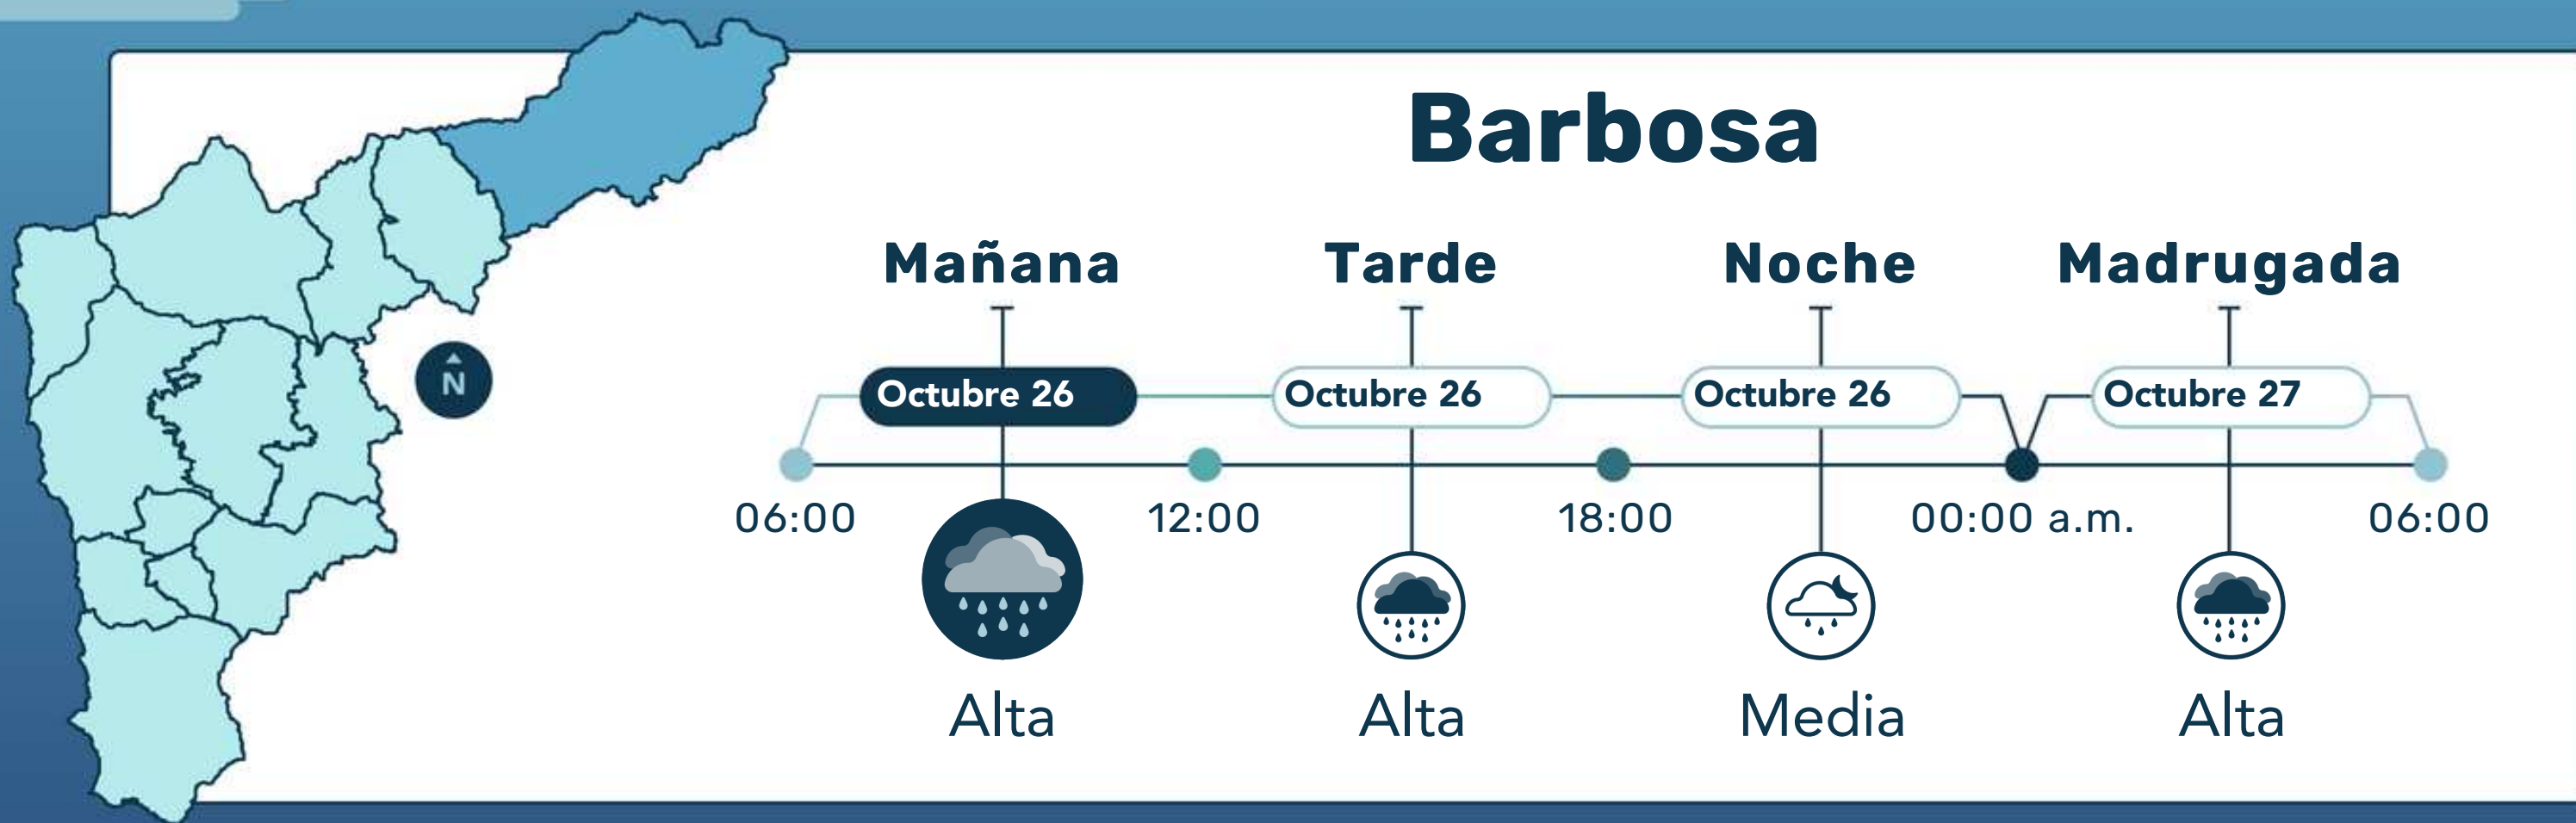 Barbosa
Mañana Tarde Noche Madrugada
N
Octubre 26 Octubre 26 Octubre 26 Octubre 27
06:00 12:00 18:00 00:00 a.m. 06:00
Alta Alta Media Alta